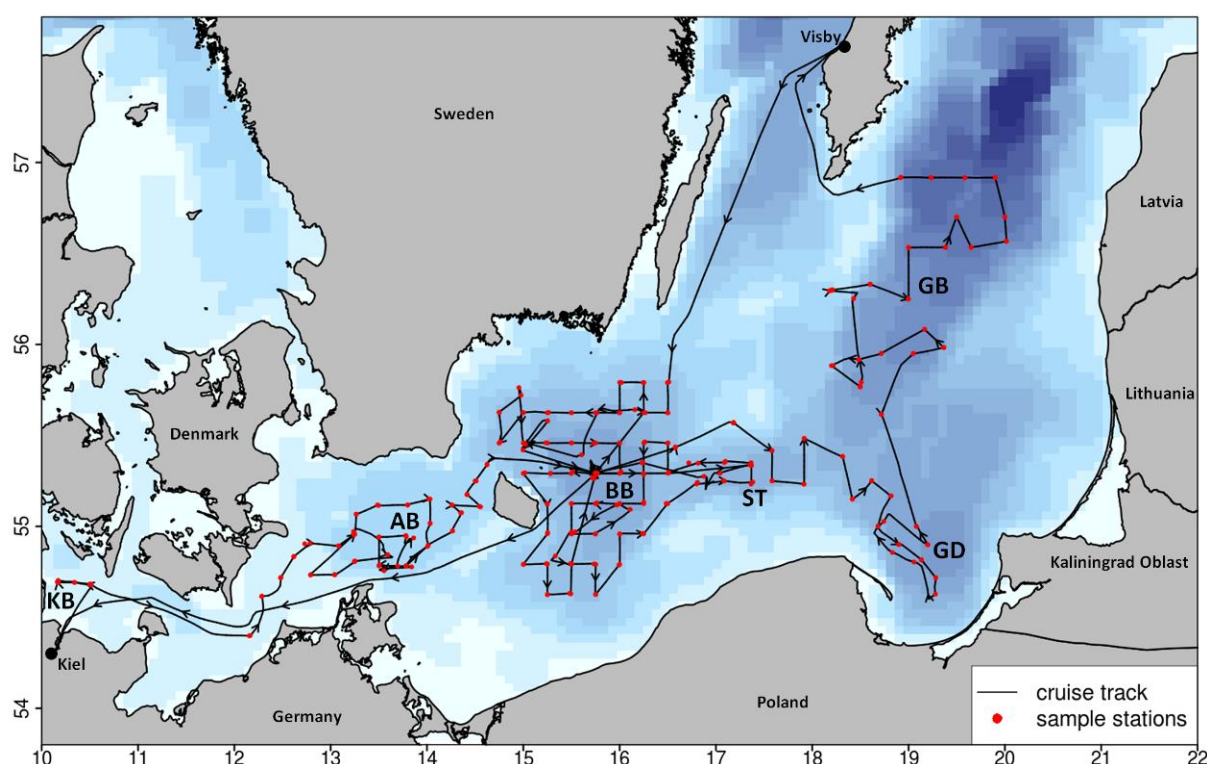 Visby
Sweden
57
Latvia
GB
56
Lithuania
Denmark
BB
ST
AB
55
GD
Kaliningrad Oblast
KB
Kiel
cruise track
Poland
54
Germany
sample stations
10 11 12 13 14 15 16 17 18 19 20 21 22